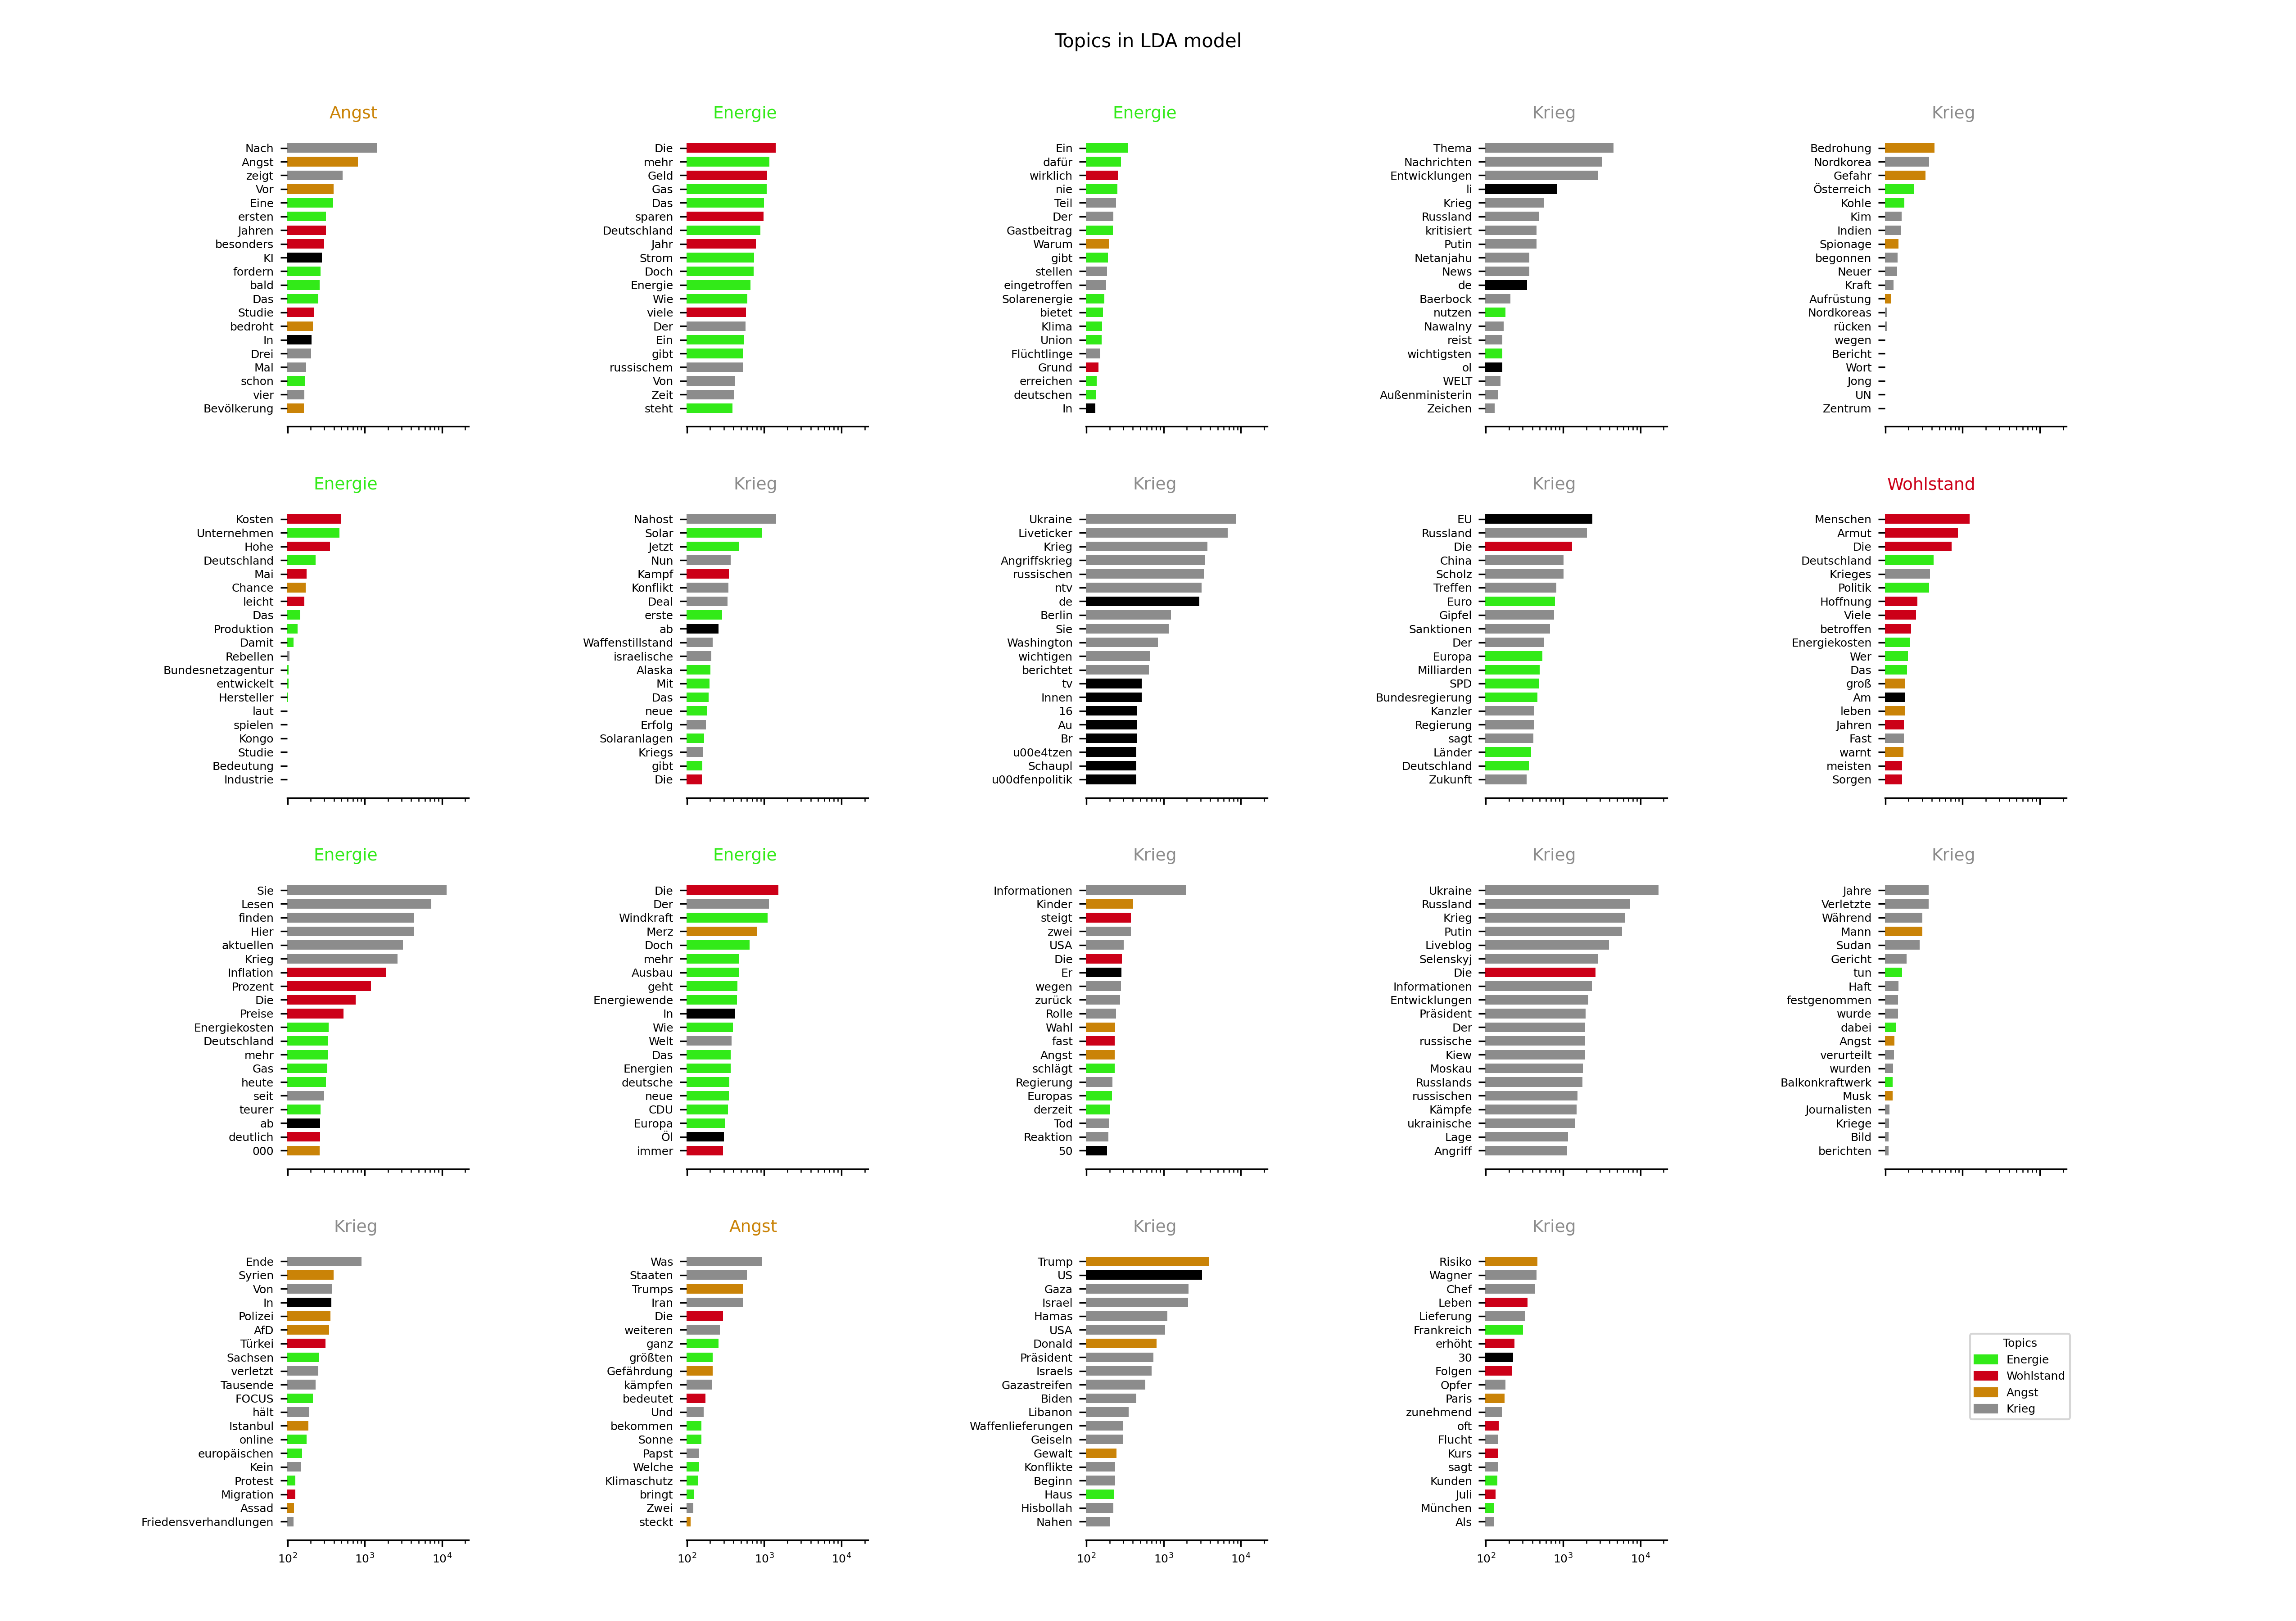 Topics in LDA model
Angst
Nach
Angst
zeigt
Vor
Eine
ersten
Jahren
besonders
KI
fordern
bald
Das
Studie
bedroht
In
Drei
Mal
schon
vier
Bevölkerung
Energie
Die
mehr
Geld
Gas
Das
sparen
Deutschland
Jahr
Strom
Doch
Energie
Wie
viele
Der
Ein
gibt
russischem
Von
Zeit
steht
Energie
Ein
dafür
wirklich
nie
Teil
Der
Gastbeitrag
Warum
gibt
stellen
eingetroffen
Solarenergie
bietet
Klima
Union
Flüchtlinge
Grund
erreichen
deutschen
In
Krieg
Thema
Nachrichten
Entwicklungen
li
Krieg
Russland
kritisiert
Putin
Netanjahu
News
de
Baerbock
nutzen
Nawalny
reist
wichtigsten
ol
WELT
Außenministerin
Zeichen
Krieg
Bedrohung
Nordkorea
Gefahr
Österreich
Kohle
Kim
Indien
Spionage
begonnen
Neuer
Kraft
Aufrüstung
Nordkoreas
rücken
wegen
Bericht
Wort
Jong
UN
Zentrum
Energie
Kosten
Unternehmen
Hohe
Deutschland
Mai
Chance
leicht
Das
Produktion
Damit
Rebellen
Bundesnetzagentur
entwickelt
Hersteller
laut
spielen
Kongo
Studie
Bedeutung
Industrie
Krieg
Nahost
Solar
Jetzt
Nun
Kampf
Konflikt
Deal
erste
ab
Waffenstillstand
israelische
Alaska
Mit
Das
neue
Erfolg
Solaranlagen
Kriegs
gibt
Die
Krieg
Ukraine
Liveticker
Krieg
Angriffskrieg
russischen
ntv
de
Berlin
Sie
Washington
wichtigen
berichtet
tv
Innen
16
Au
Br
u00e4tzen
Schaupl
u00dfenpolitik
Krieg
EU
Russland
Die
China
Scholz
Treffen
Euro
Gipfel
Sanktionen
Der
Europa
Milliarden
SPD
Bundesregierung
Kanzler
Regierung
sagt
Länder
Deutschland
Zukunft
Wohlstand
Menschen
Armut
Die
Deutschland
Krieges
Politik
Hoffnung
Viele
betroffen
Energiekosten
Wer
Das
groß
Am
leben
Jahren
Fast
warnt
meisten
Sorgen
Energie
Sie
Lesen
finden
Hier
aktuellen
Krieg
Inflation
Prozent
Die
Preise
Energiekosten
Deutschland
mehr
Gas
heute
seit
teurer
ab
deutlich
000
Energie
Die
Der
Windkraft
Merz
Doch
mehr
Ausbau
geht
Energiewende
In
Wie
Welt
Das
Energien
deutsche
neue
CDU
Europa
Öl
immer
Krieg
Informationen
Kinder
steigt
zwei
USA
Die
Er
wegen
zurück
Rolle
Wahl
fast
Angst
schlägt
Regierung
Europas
derzeit
Tod
Reaktion
50
Krieg
Ukraine
Russland
Krieg
Putin
Liveblog
Selenskyj
Die
Informationen
Entwicklungen
Präsident
Der
russische
Kiew
Moskau
Russlands
russischen
Kämpfe
ukrainische
Lage
Angriff
Krieg
Jahre
Verletzte
Während
Mann
Sudan
Gericht
tun
Haft
festgenommen
wurde
dabei
Angst
verurteilt
wurden
Balkonkraftwerk
Musk
Journalisten
Kriege
Bild
berichten
Krieg
Ende
Syrien
Von
In
Polizei
AfD
Türkei
Sachsen
verletzt
Tausende
FOCUS
hält
Istanbul
online
europäischen
Kein
Protest
Migration
Assad
Friedensverhandlungen
10² 10³ 10⁴
Angst
Was
Staaten
Trumps
Iran
Die
weiteren
ganz
größten
Gefährdung
kämpfen
bedeutet
Und
bekommen
Sonne
Papst
Welche
Klimaschutz
bringt
Zwei
steckt
10² 10³ 10⁴
Krieg
Trump
US
Gaza
Israel
Hamas
USA
Donald
Präsident
Israels
Gazastreifen
Biden
Libanon
Waffenlieferungen
Geiseln
Gewalt
Konflikte
Beginn
Haus
Hisbollah
Nahen
10² 10³ 10⁴
Krieg
Risiko
Wagner
Chef
Leben
Lieferung
Frankreich
erhöht
30
Folgen
Opfer
Paris
zunehmend
oft
Flucht
Kurs
sagt
Kunden
Juli
München
Als
10² 10³ 10⁴
Topics
Energie
Wohlstand
Angst
Krieg